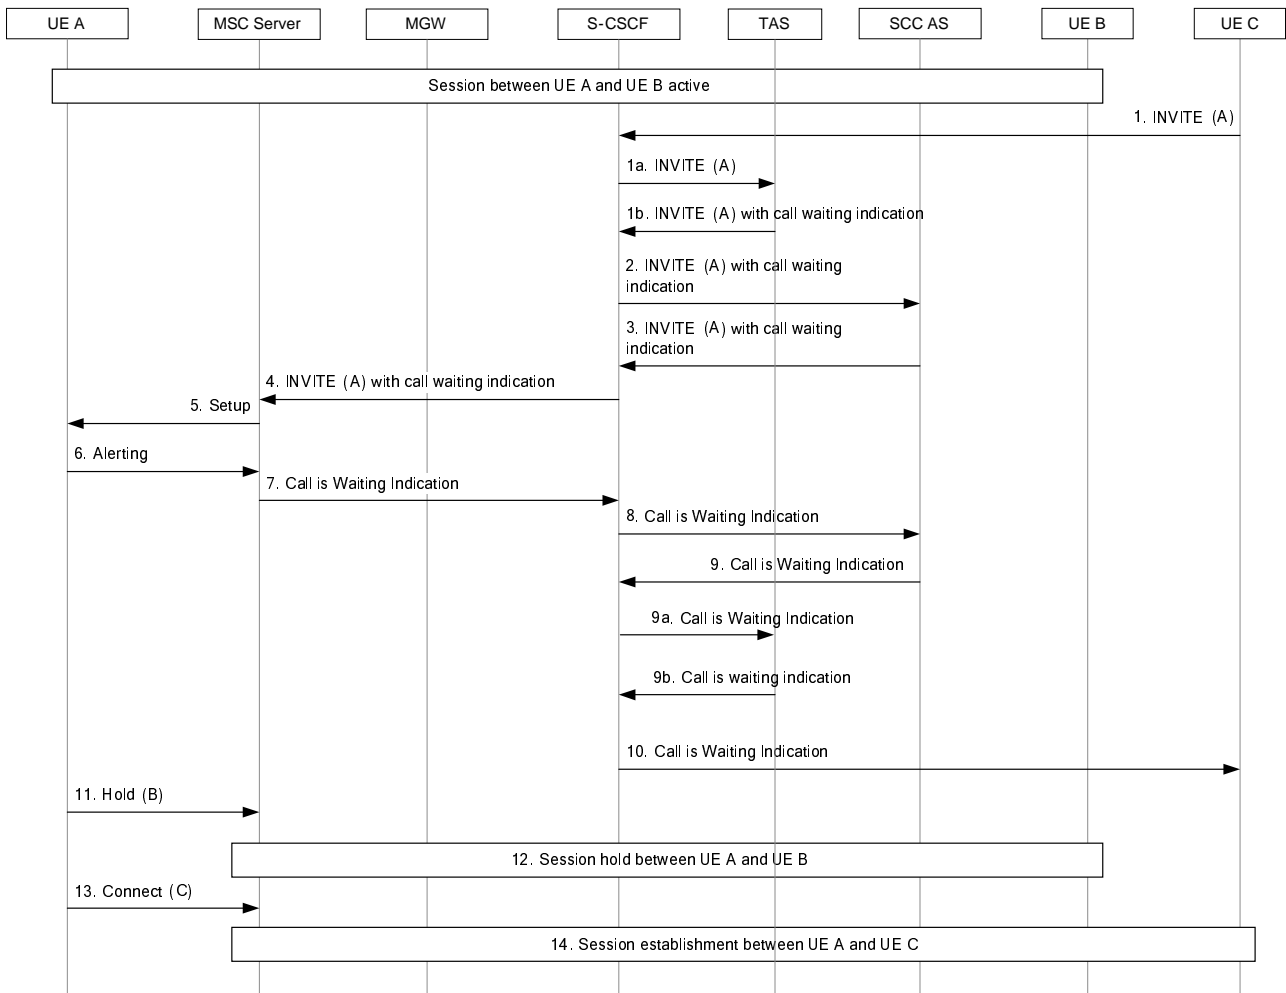 UE A
MSC Server
MGW
S-CSCF
TAS
SCC AS
UE B
UE C
Session between UE A and UE B active
1. INVITE (A)
1a. INVITE (A)
1b. INVITE (A) with call waiting indication
2. INVITE (A) with call waiting
indication
3. INVITE (A) with call waiting
indication
4. INVITE (A) with call waiting indication
5. Setup
6. Alerting
7. Call is Waiting Indication
8. Call is Waiting Indication
9. Call is Waiting Indication
9a. Call is Waiting Indication
9b. Call is waiting indication
10. Call is Waiting Indication
11. Hold (B)
12. Session hold between UE A and UE B
13. Connect (C)
14. Session establishment between UE A and UE C